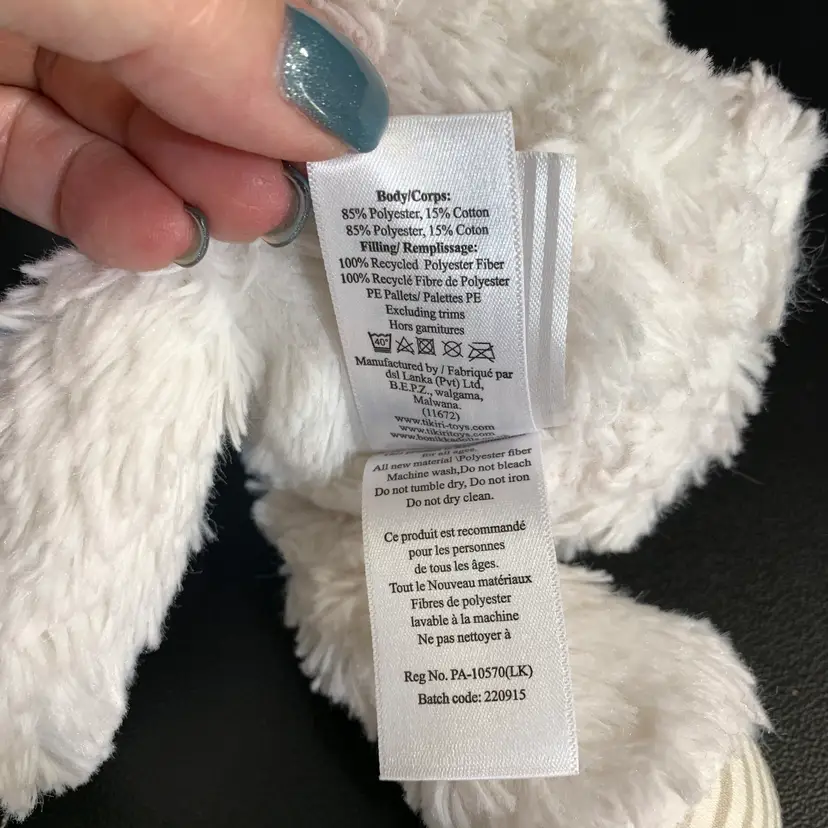 Body/Corps:
85% Polyester, 15% Cotton
85% Polyester, 15% Coton
Filling/ Remplissage:
100% Recycled Polyester Fiber
100% Recyclé Fibre de Polyester
PE Pallets/ Palettes PE
Excluding trims
Hors garnitures
40°
Manufactured by / Fabriqué par
dsl Lanka (Pvt) Ltd,
B.E.P.Z., walgama,
Malwana.
(11672)
www.tikiri-toys.com
www.tikiritoys.com
for all ages.
All new material \Polyester fiber
Machine wash,Do not bleach
Do not tumble dry, Do not iron
Do not dry clean.
Ce produit est recommandé
pour les personnes
de tous les âges.
Tout le Nouveau matériaux
Fibres de polyester
lavable à la machine
Ne pas nettoyer à
Reg No. PA-10570(LK)
Batch code: 220915